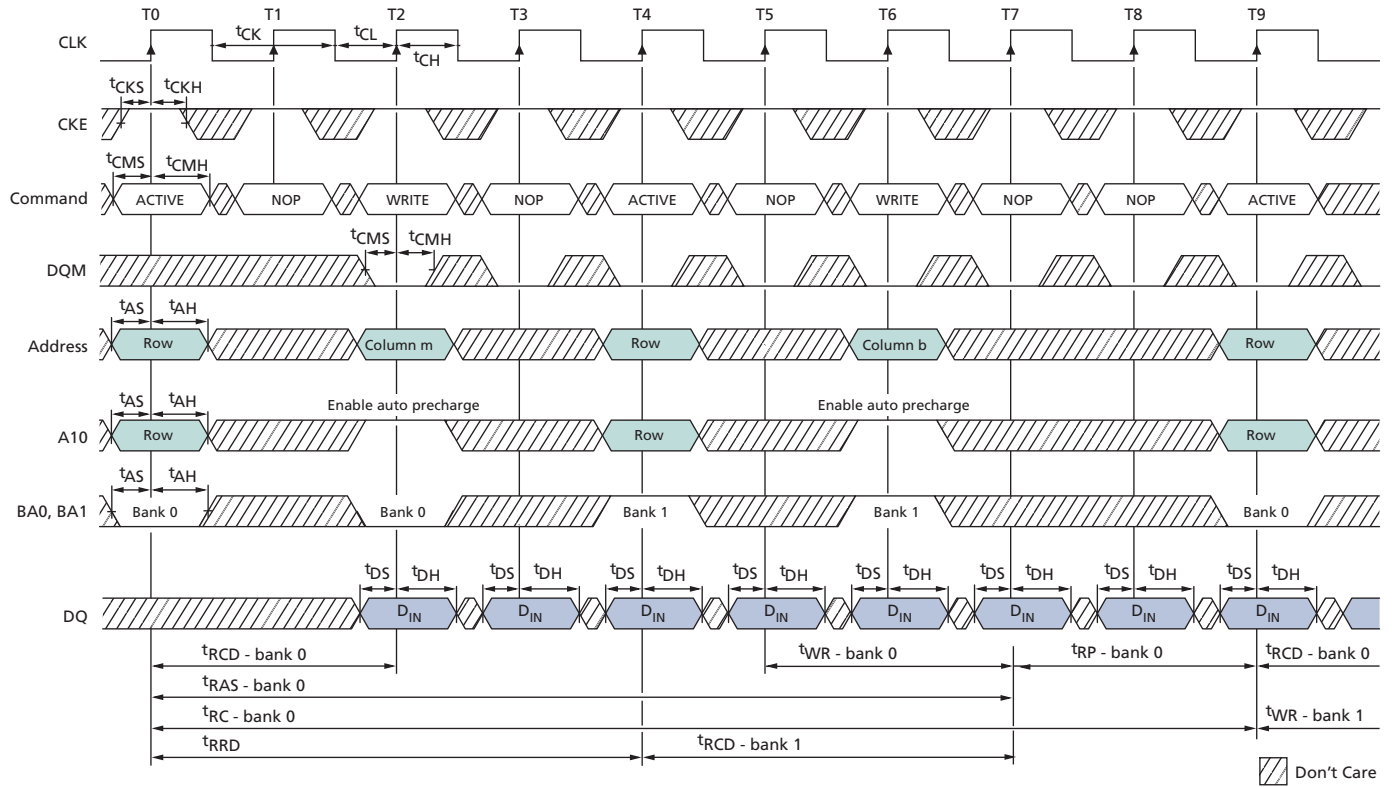 T0 T1 T2 T3 T4 T5 T6 T7 T8 T9
CLK
tCK tCL
tCH
tCKS tCKH
CKE
tCMS tCMH
Command ACTIVE NOP WRITE NOP ACTIVE NOP WRITE NOP NOP ACTIVE
tCMS tCMH
DQM
tAS tAH
Address Row Column m Row Column b Row
tAS tAH Enable auto precharge Enable auto precharge
A10 Row Row Row
tAS tAH
BA0, BA1 Bank 0 Bank 0 Bank 1 Bank 1 Bank 0
tDS tDH tDS tDH tDS tDH tDS tDH tDS tDH tDS tDH tDS tDH tDS tDH
DQ DIN DIN DIN DIN DIN DIN DIN DIN
tRCD - bank 0 tWR - bank 0 tRP - bank 0 tRCD - bank 0
tRAS - bank 0
tRC - bank 0 tWR - bank 1
tRRD tRCD - bank 1
Don't Care